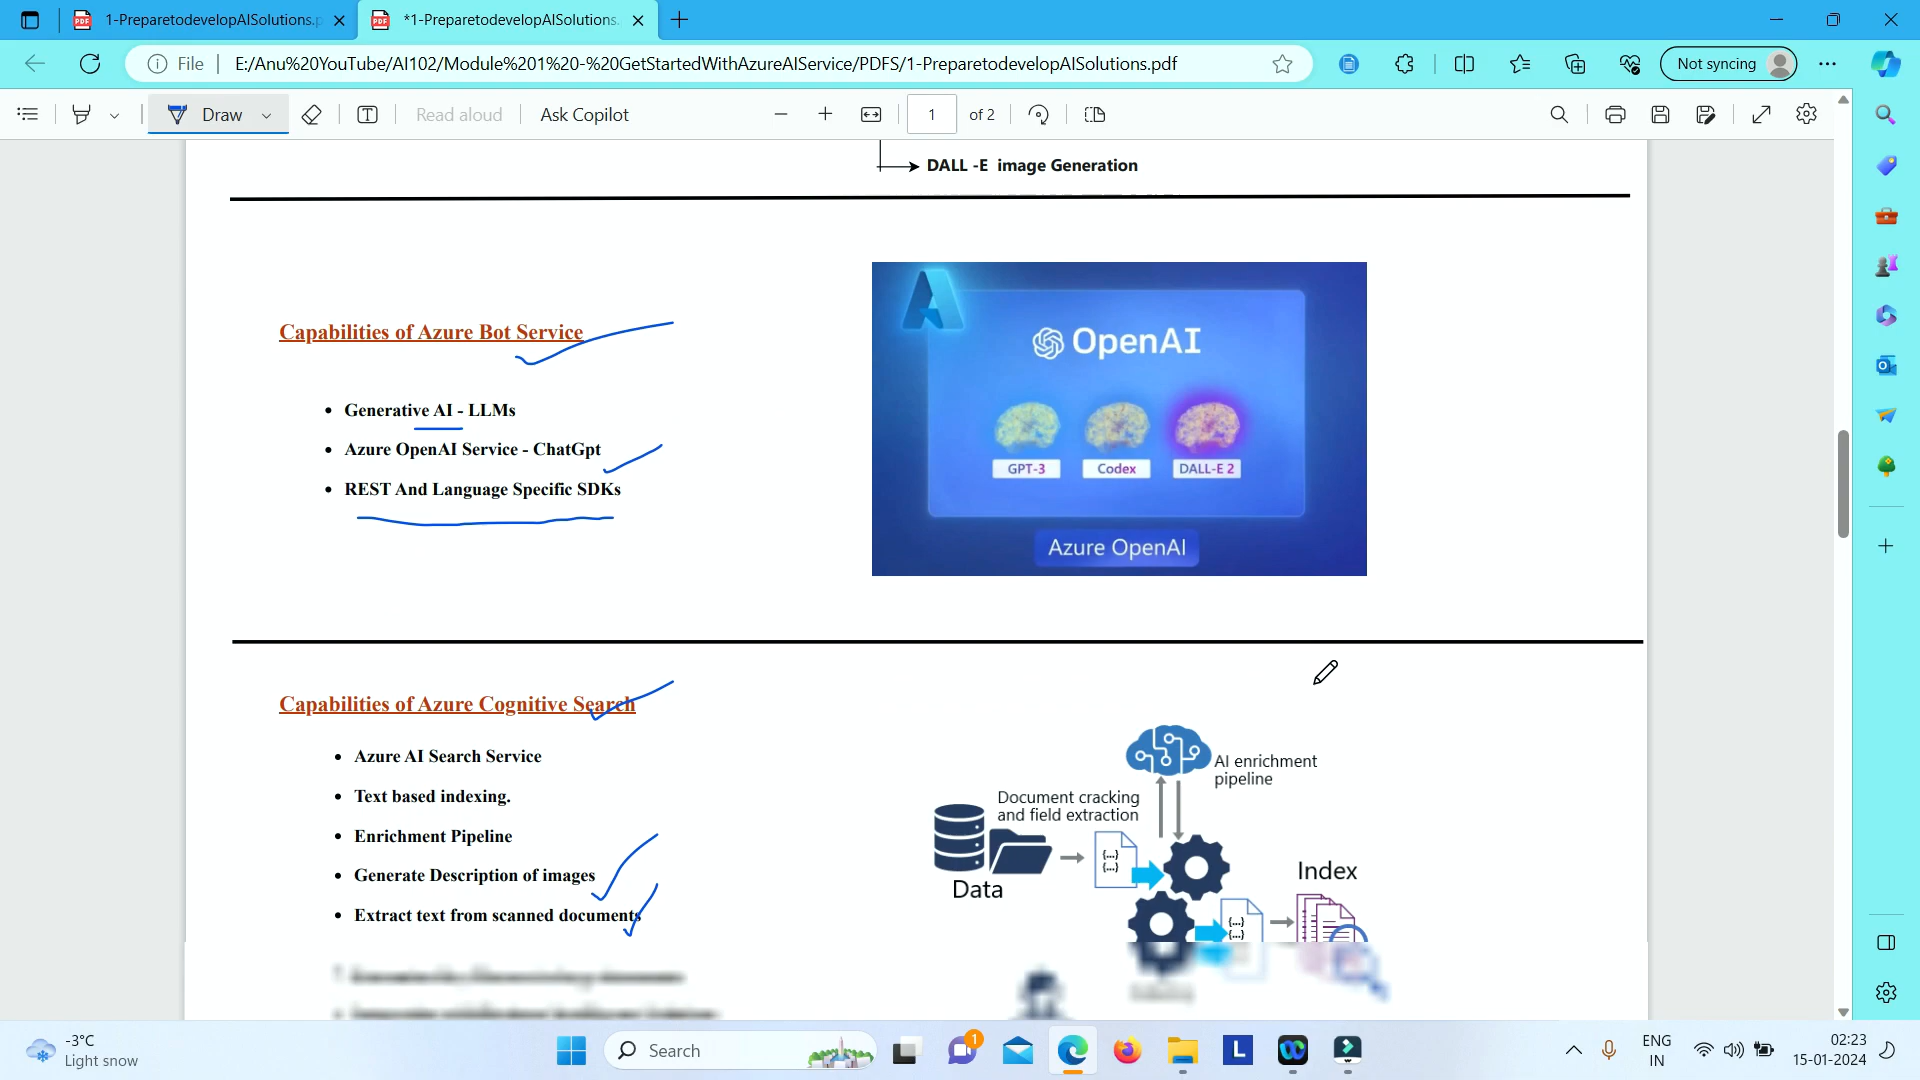 1-PreparetodevelopAISolutions.p
*1-PreparetodevelopAISolutions.
File
E:/Anu%20YouTube/AI102/Module%201%20-%20GetStartedWithAzureAIService/PDFS/1-PreparetodevelopAISolutions.pdf
Not syncing
Draw
Read aloud
Ask Copilot
1 of 2
DALL -E image Generation
Capabilities of Azure Bot Service
• Generative AI - LLMs
• Azure OpenAI Service - ChatGpt
• REST And Language Specific SDKs
OpenAI
GPT-3
Codex
DALL-E 2
Azure OpenAI
Capabilities of Azure Cognitive Search
• Azure AI Search Service
• Text based indexing.
• Enrichment Pipeline
• Generate Description of images
• Extract text from scanned documents
AI enrichment
pipeline
Document cracking
and field extraction
{...}
{...}
Data
Index
{...}
{...}
-3°C
Light snow
Search
1
L
ENG
IN
02:23
15-01-2024